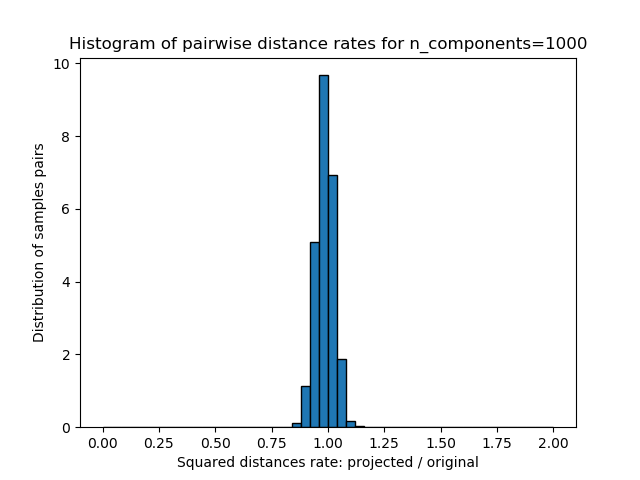 Histogram of pairwise distance rates for n_components=1000
10
8
6
4
2
0
Distribution of samples pairs
0.00 0.25 0.50 0.75 1.00 1.25 1.50 1.75 2.00
Squared distances rate: projected / original